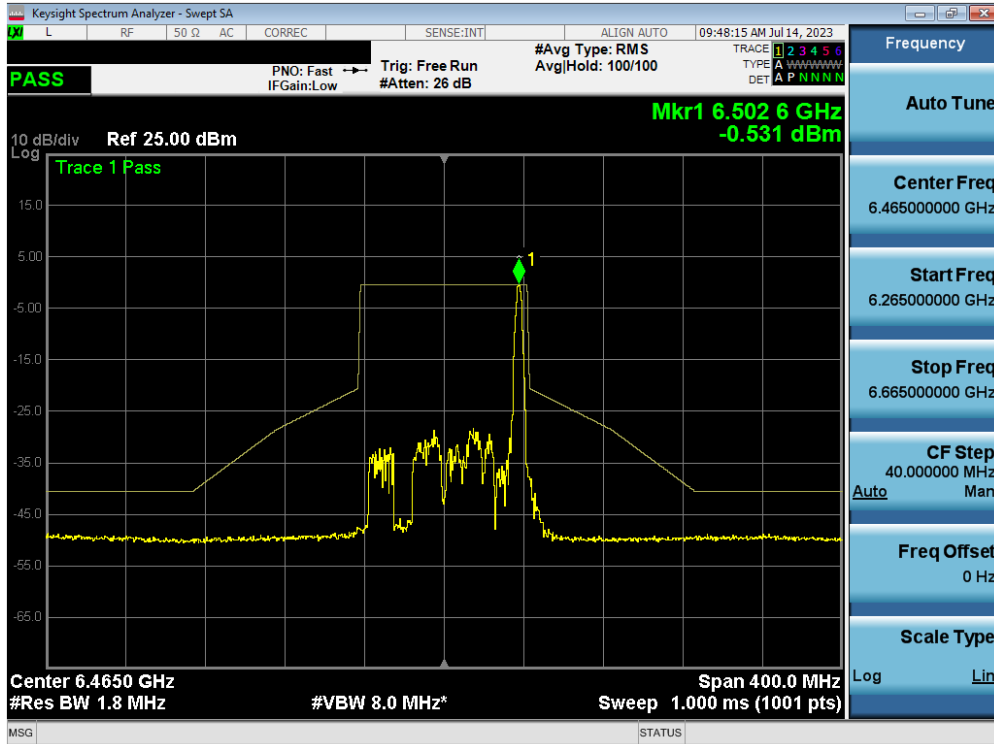 Keysight Spectrum Analyzer - Swept SA
LXI L RF 50 Ω AC CORREC SENSE:INT ALIGN AUTO 09:48:15 AM Jul 14, 2023
PASS
PNO: Fast
IFGain:Low
Trig: Free Run
#Atten: 26 dB
#Avg Type: RMS
Avg|Hold: 100/100
TRACE 1 2 3 4 5 6
TYPE A WWWWW
DET A P N N N N
Mkr1 6.502 6 GHz
-0.531 dBm
10 dB/div Ref 25.00 dBm
Log
Trace 1 Pass
15.0
5.00
-5.00
-15.0
-25.0
-35.0
-45.0
-55.0
-65.0
1
Center 6.4650 GHz Span 400.0 MHz
#Res BW 1.8 MHz #VBW 8.0 MHz* Sweep 1.000 ms (1001 pts)
MSG STATUS
Frequency
Auto Tune
Center Freq
6.465000000 GHz
Start Freq
6.265000000 GHz
Stop Freq
6.665000000 GHz
CF Step
40.000000 MHz
Auto Man
Freq Offset
0 Hz
Scale Type
Log Lin